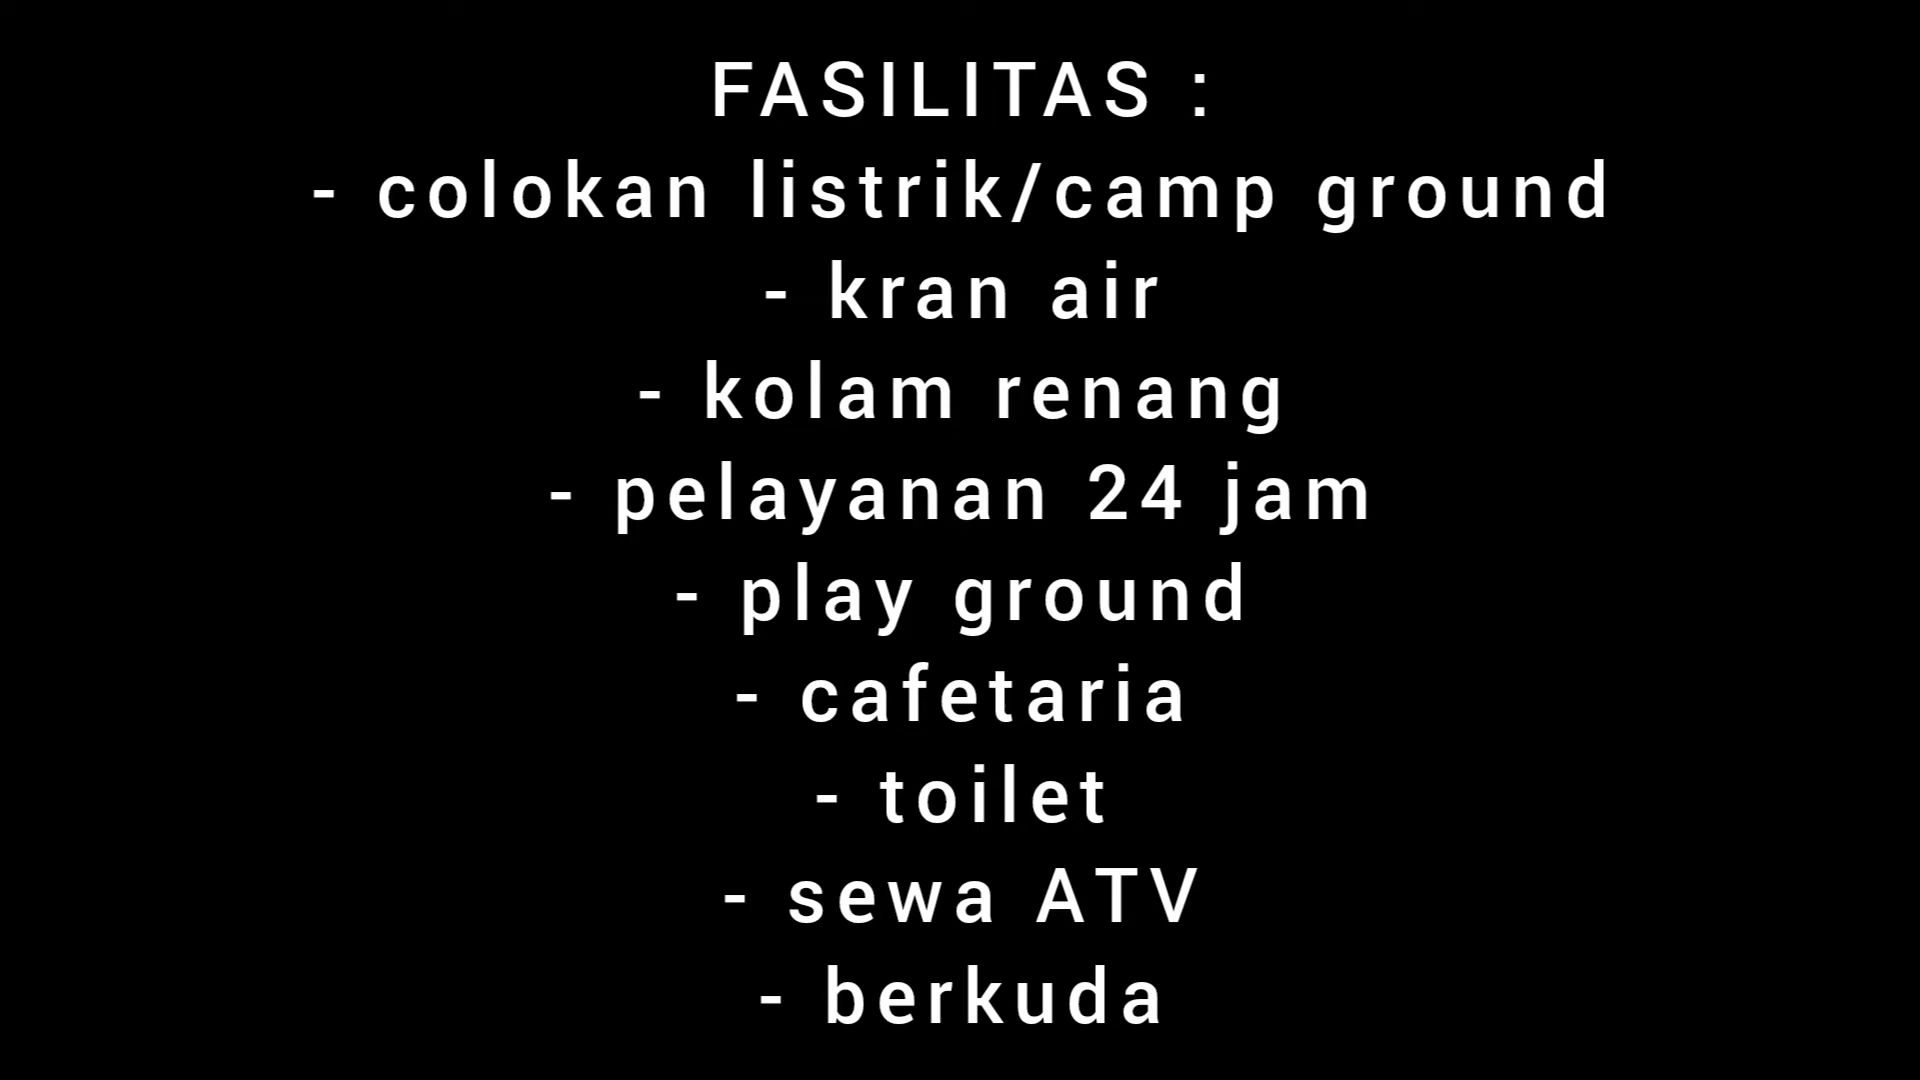 FASILITAS :
- colokan listrik/camp ground
- kran air
- kolam renang
- pelayanan 24 jam
- play ground
- cafetaria
- toilet
- sewa ATV
- berkuda